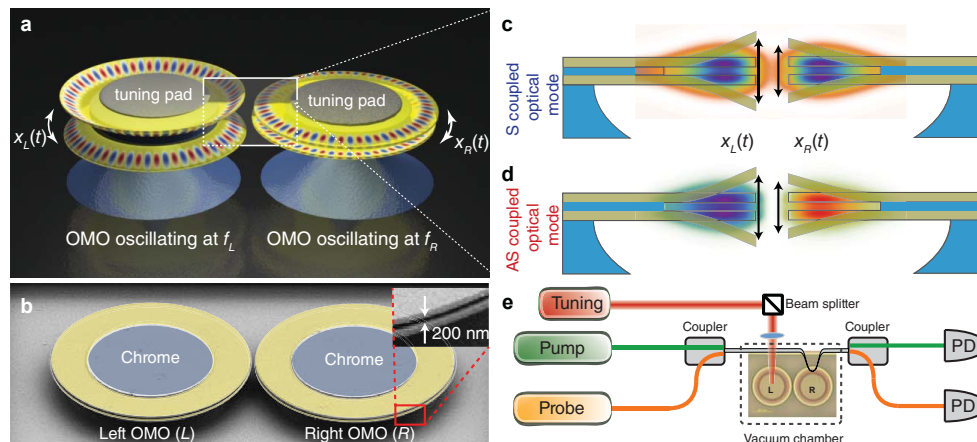 a
tuning pad
tuning pad
x_L(t)
x_R(t)
OMO oscillating at f_L
OMO oscillating at f_R
b
200 nm
Chrome
Chrome
Left OMO (L)
Right OMO (R)
c
S coupled
optical
mode
x_L(t)
x_R(t)
d
AS coupled
optical
mode
e
Tuning
Beam splitter
Coupler
Coupler
Pump
PD
L
R
Probe
PD
Vacuum chamber